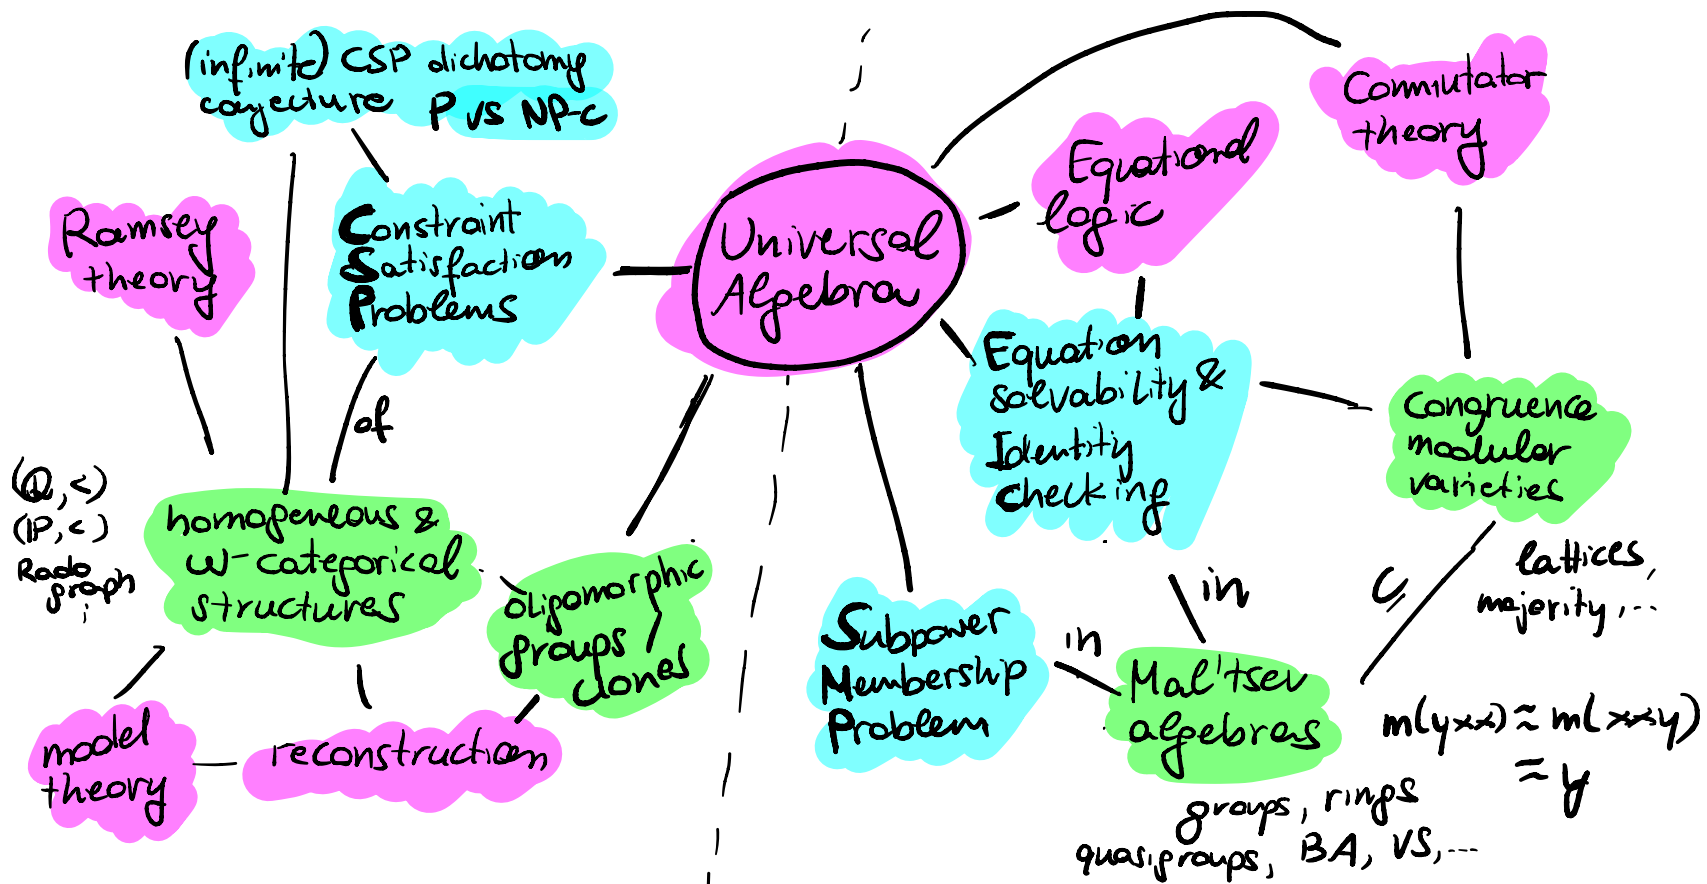 (infinite) CSP dichotomy
conjecture P vs NP-c
Ramsey
theory
Constraint
Satisfaction
Problems
of
(Q, <)
(P, <)
Rado
graph
⋮
homogeneous &
ω-categorical
structures
oligomorphic
groups /
clones
model
theory
reconstruction
Universal
Algebra
Equational
logic
Commutator
theory
Equation
solvability &
Identity
checking
Congruence
modular
varieties
lattices,
majority, ...
in
⊂
Subpower
Membership
Problem
in
Mal'tsev
algebras
m(yxx) ≈ m(xxy)
≈ y
groups, rings
quasigroups, BA, VS, ...